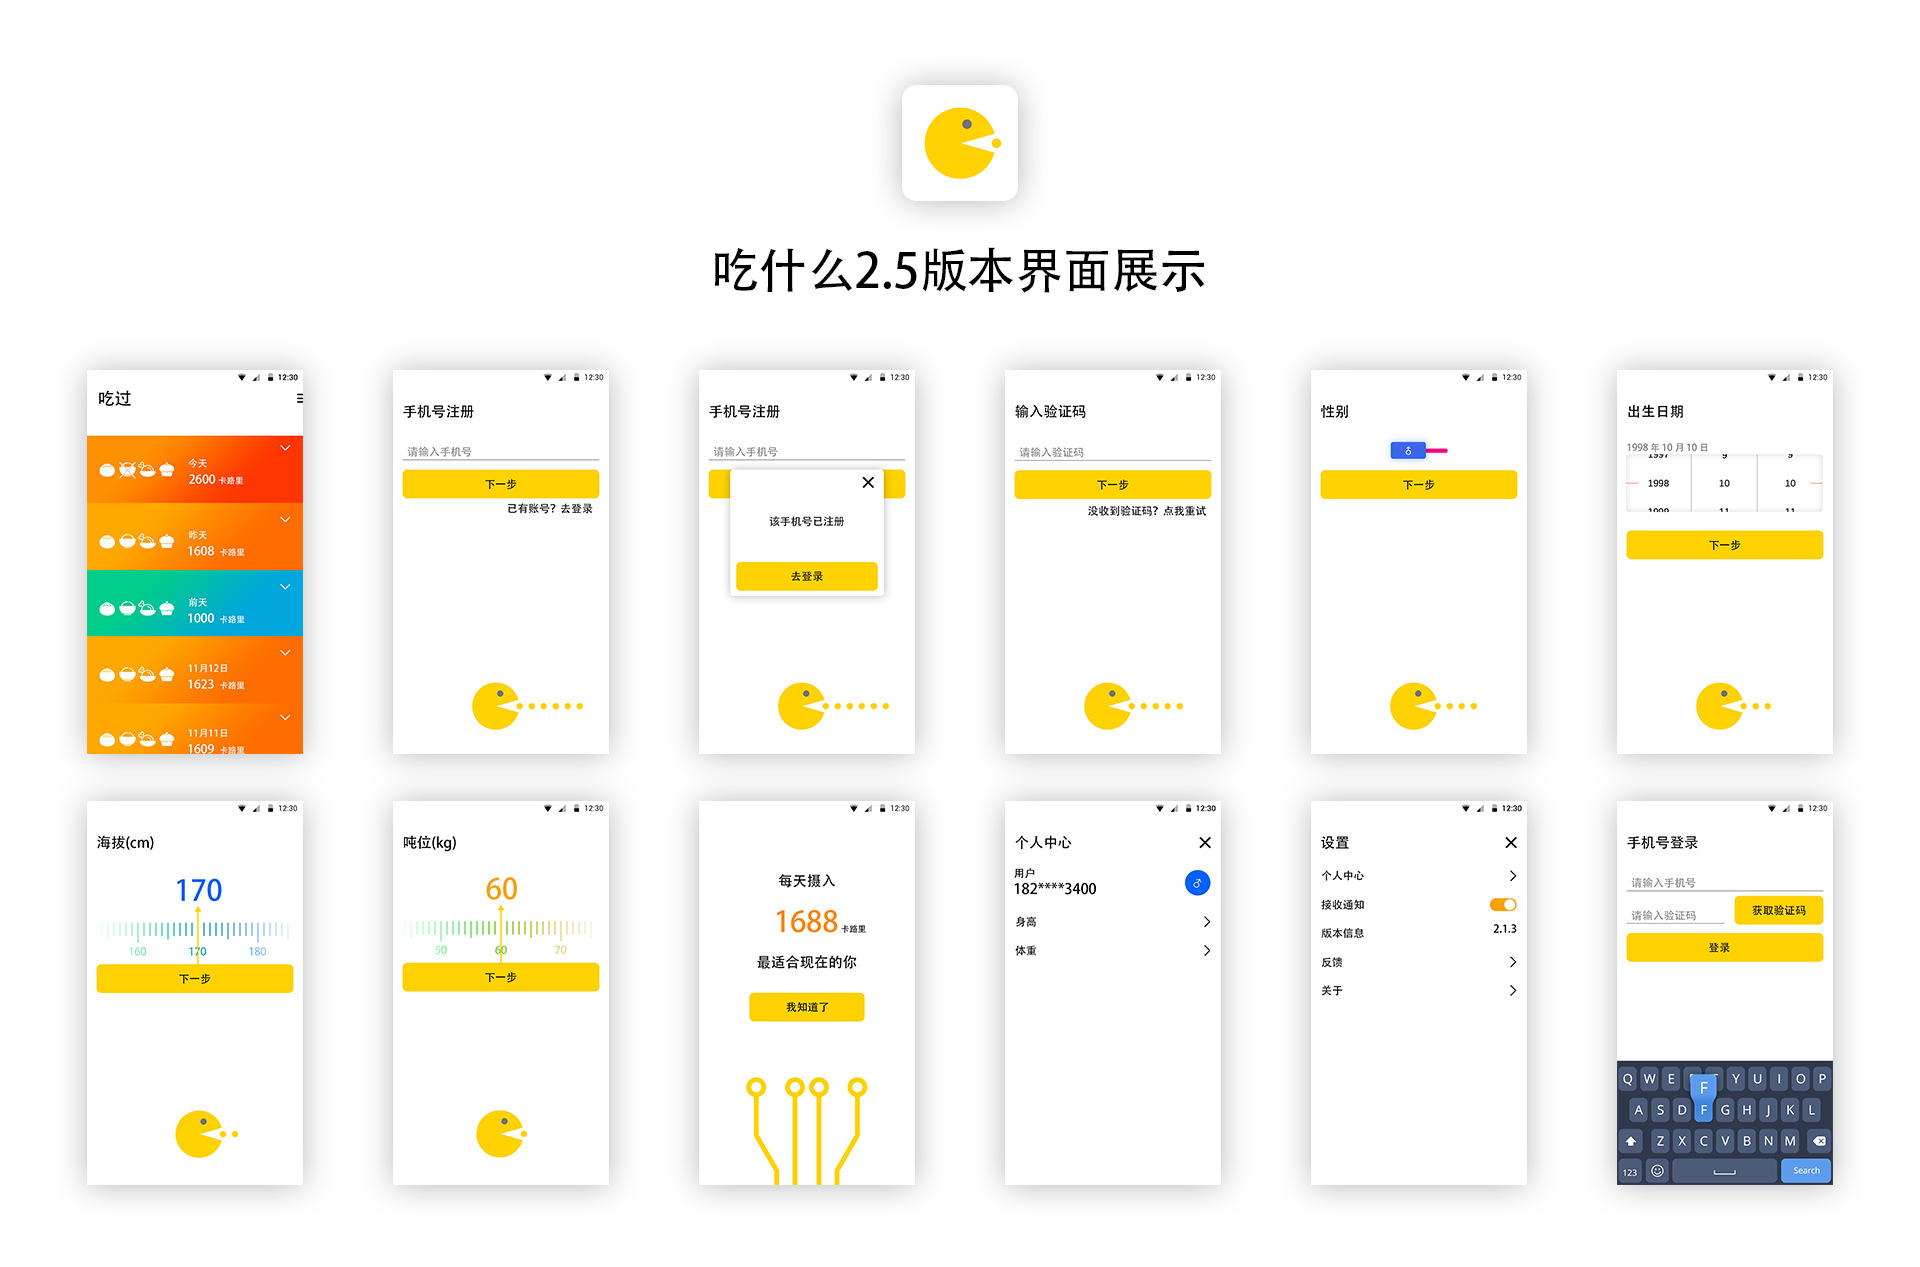 吃什么2.5版本界面展示
12:30
吃过
今天
2600 卡路里
昨天
1608 卡路里
前天
1000 卡路里
11月12日
1623 卡路里
11月11日
1609 卡路里
12:30
手机号注册
请输入手机号
下一步
已有账号？去登录
12:30
手机号注册
请输入手机号
该手机号已注册
去登录
12:30
输入验证码
请输入验证码
下一步
没收到验证码？点我重试
12:30
性别
下一步
12:30
出生日期
1998 年 10 月 10 日
1997 9 9
1998 10 10
1999 11 11
下一步
12:30
海拔(cm)
170
160 170 180
下一步
12:30
吨位(kg)
60
50 60 70
下一步
12:30
每天摄入
1688 卡路里
最适合现在的你
我知道了
12:30
个人中心
用户
182****3400
身高
体重
12:30
设置
个人中心
接收通知
版本信息 2.1.3
反馈
关于
12:30
手机号登录
请输入手机号
请输入验证码 获取验证码
登录
Q W E Y U I O P
F
A S D F G H J K L
Z X C V B N M
123 Search